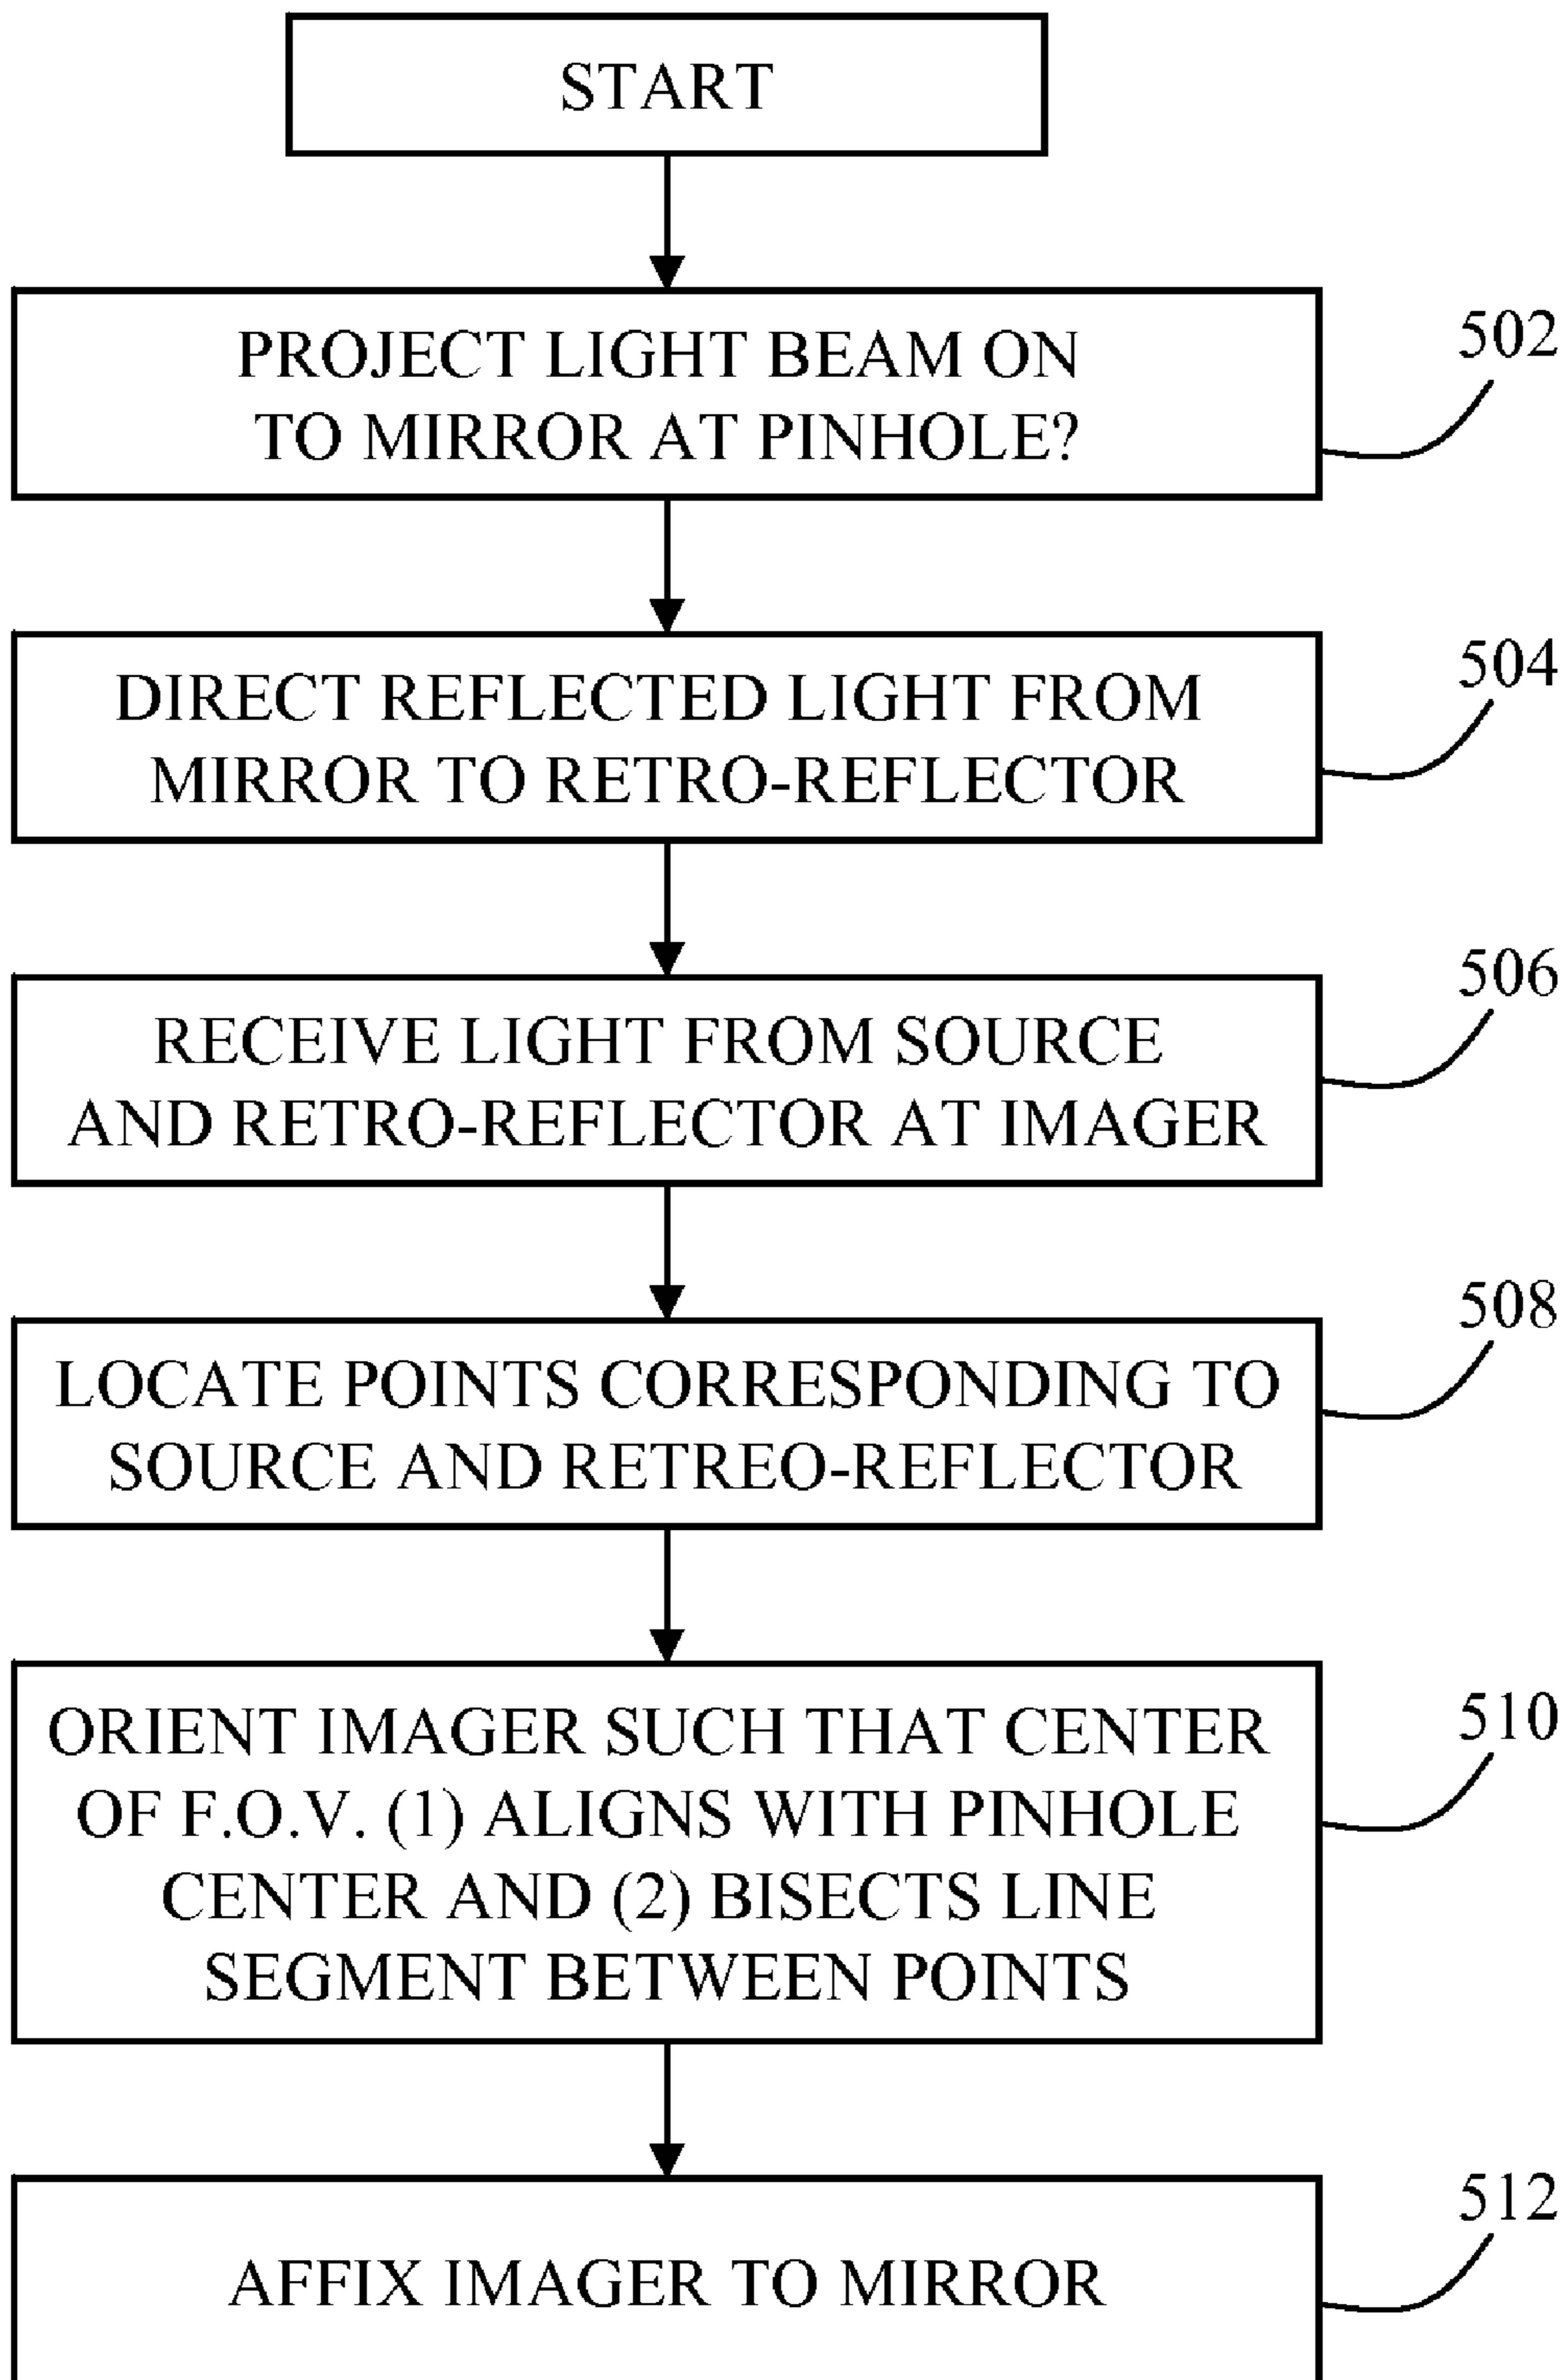 START
PROJECT LIGHT BEAM ON
TO MIRROR AT PINHOLE?
502
DIRECT REFLECTED LIGHT FROM
MIRROR TO RETRO-REFLECTOR
504
RECEIVE LIGHT FROM SOURCE
AND RETRO-REFLECTOR AT IMAGER
506
LOCATE POINTS CORRESPONDING TO
SOURCE AND RETREO-REFLECTOR
508
ORIENT IMAGER SUCH THAT CENTER
OF F.O.V. (1) ALIGNS WITH PINHOLE
CENTER AND (2) BISECTS LINE
SEGMENT BETWEEN POINTS
510
AFFIX IMAGER TO MIRROR
512